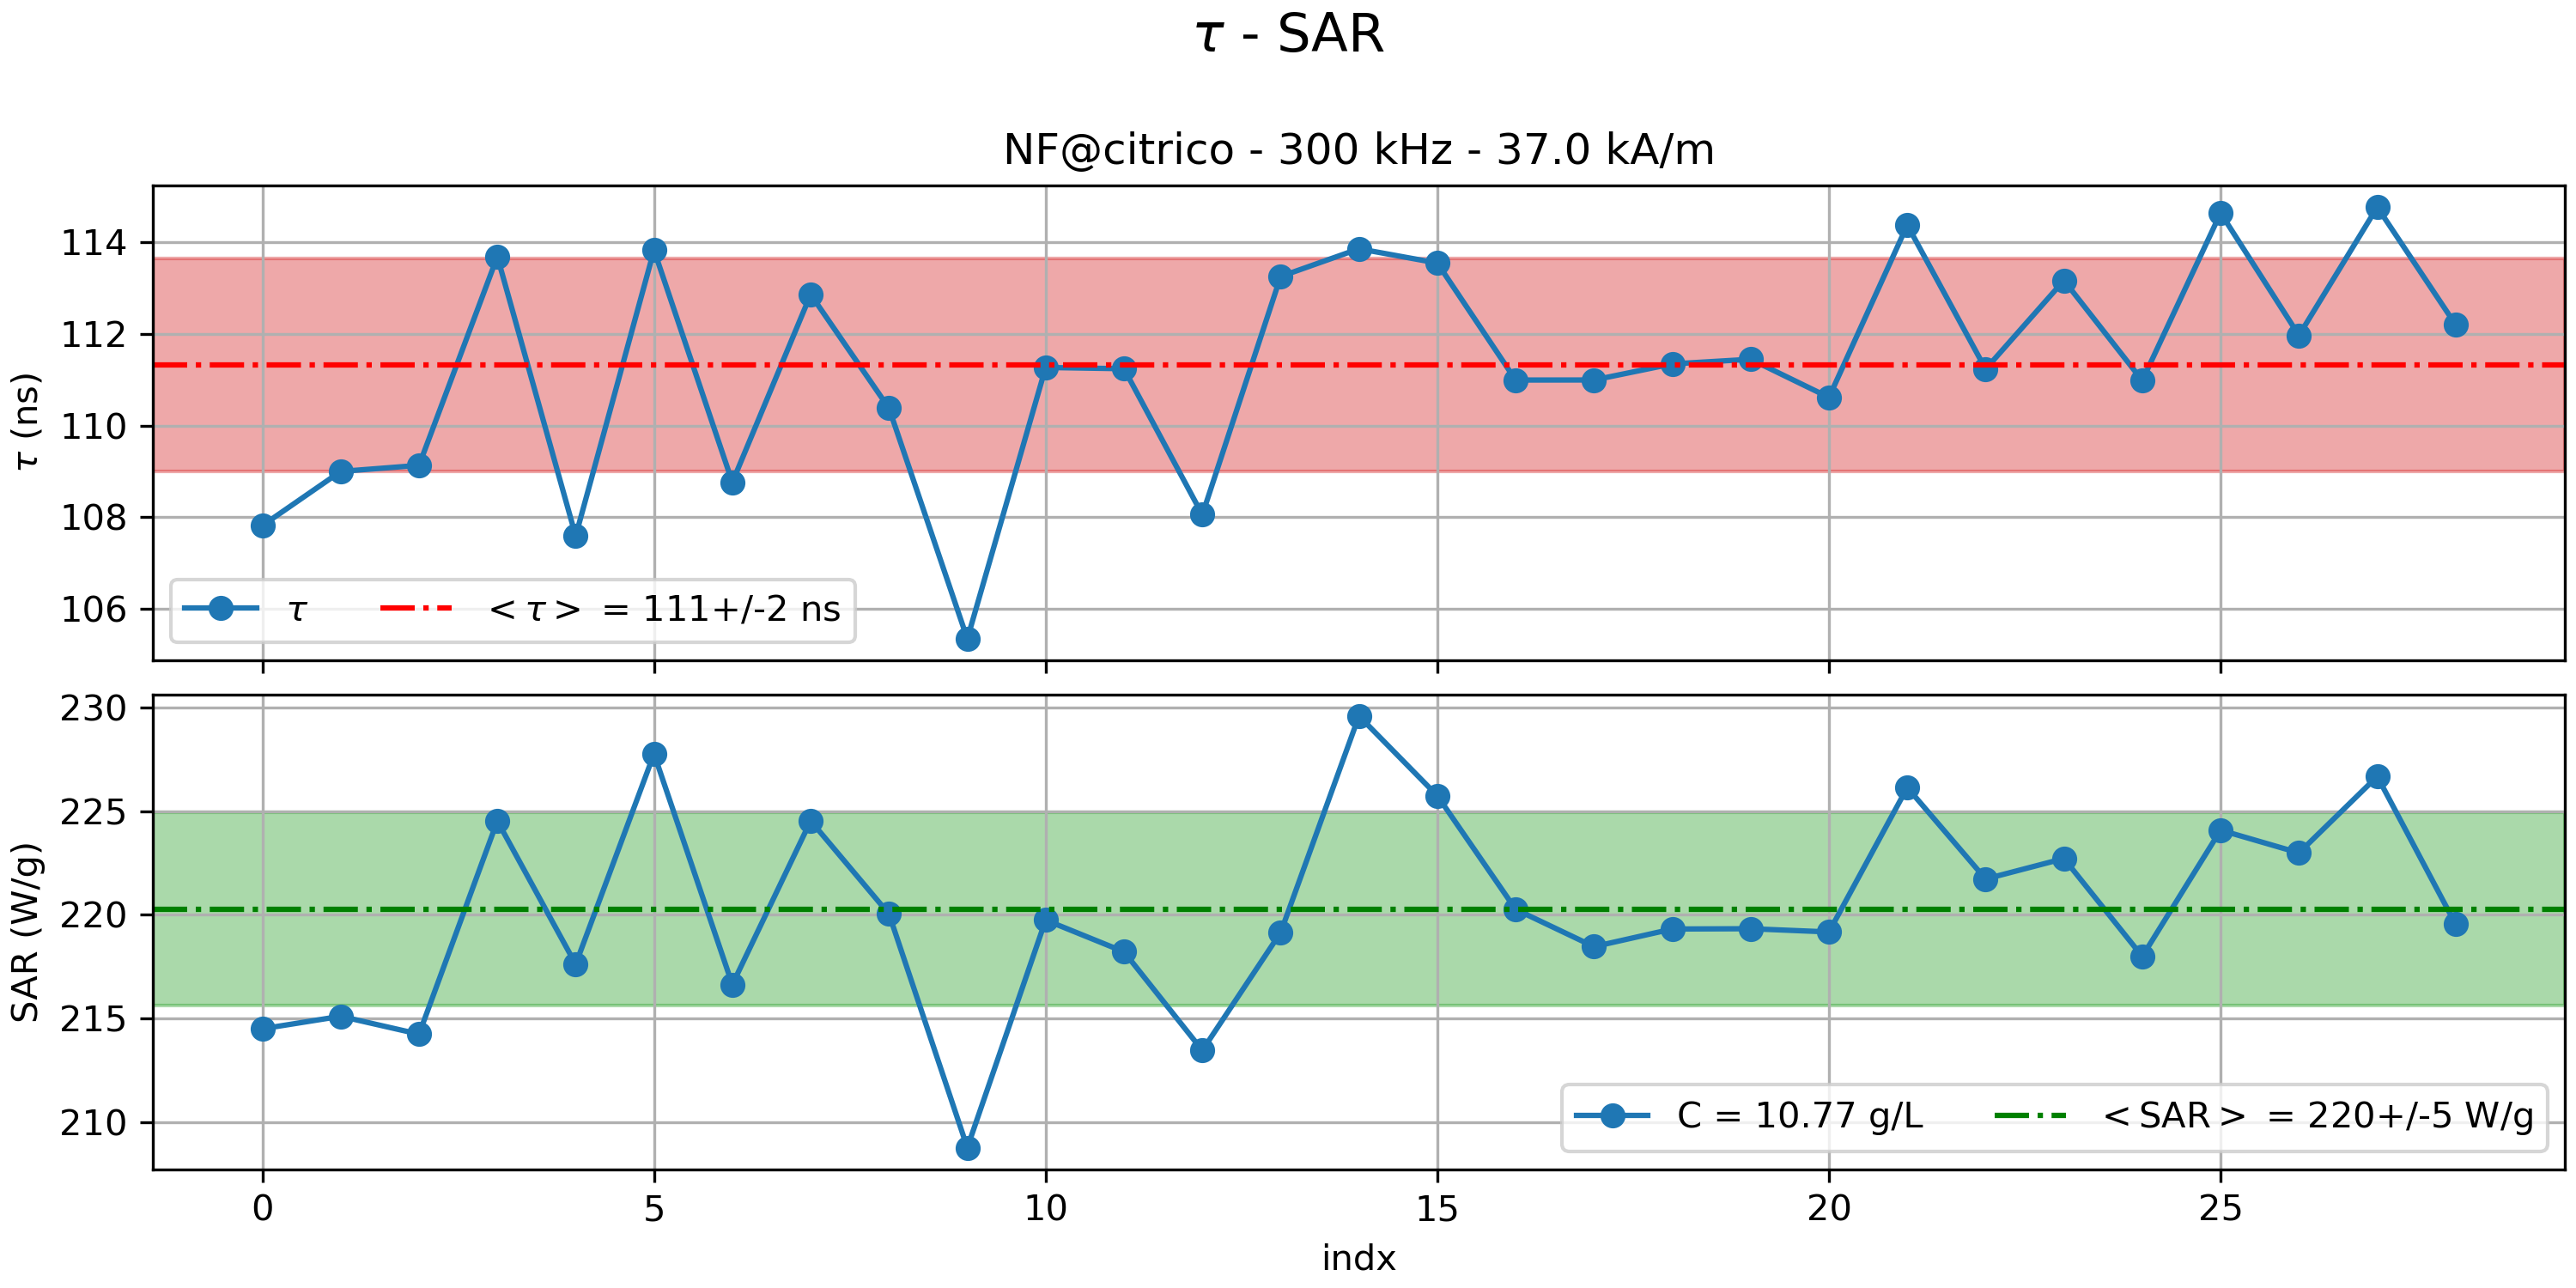 τ - SAR
NF@citrico - 300 kHz - 37.0 kA/m
τ (ns)
114
112
110
108
106
τ
<τ> = 111+/-2 ns
SAR (W/g)
230
225
220
215
210
C = 10.77 g/L
<SAR> = 220+/-5 W/g
0 5 10 15 20 25
indx